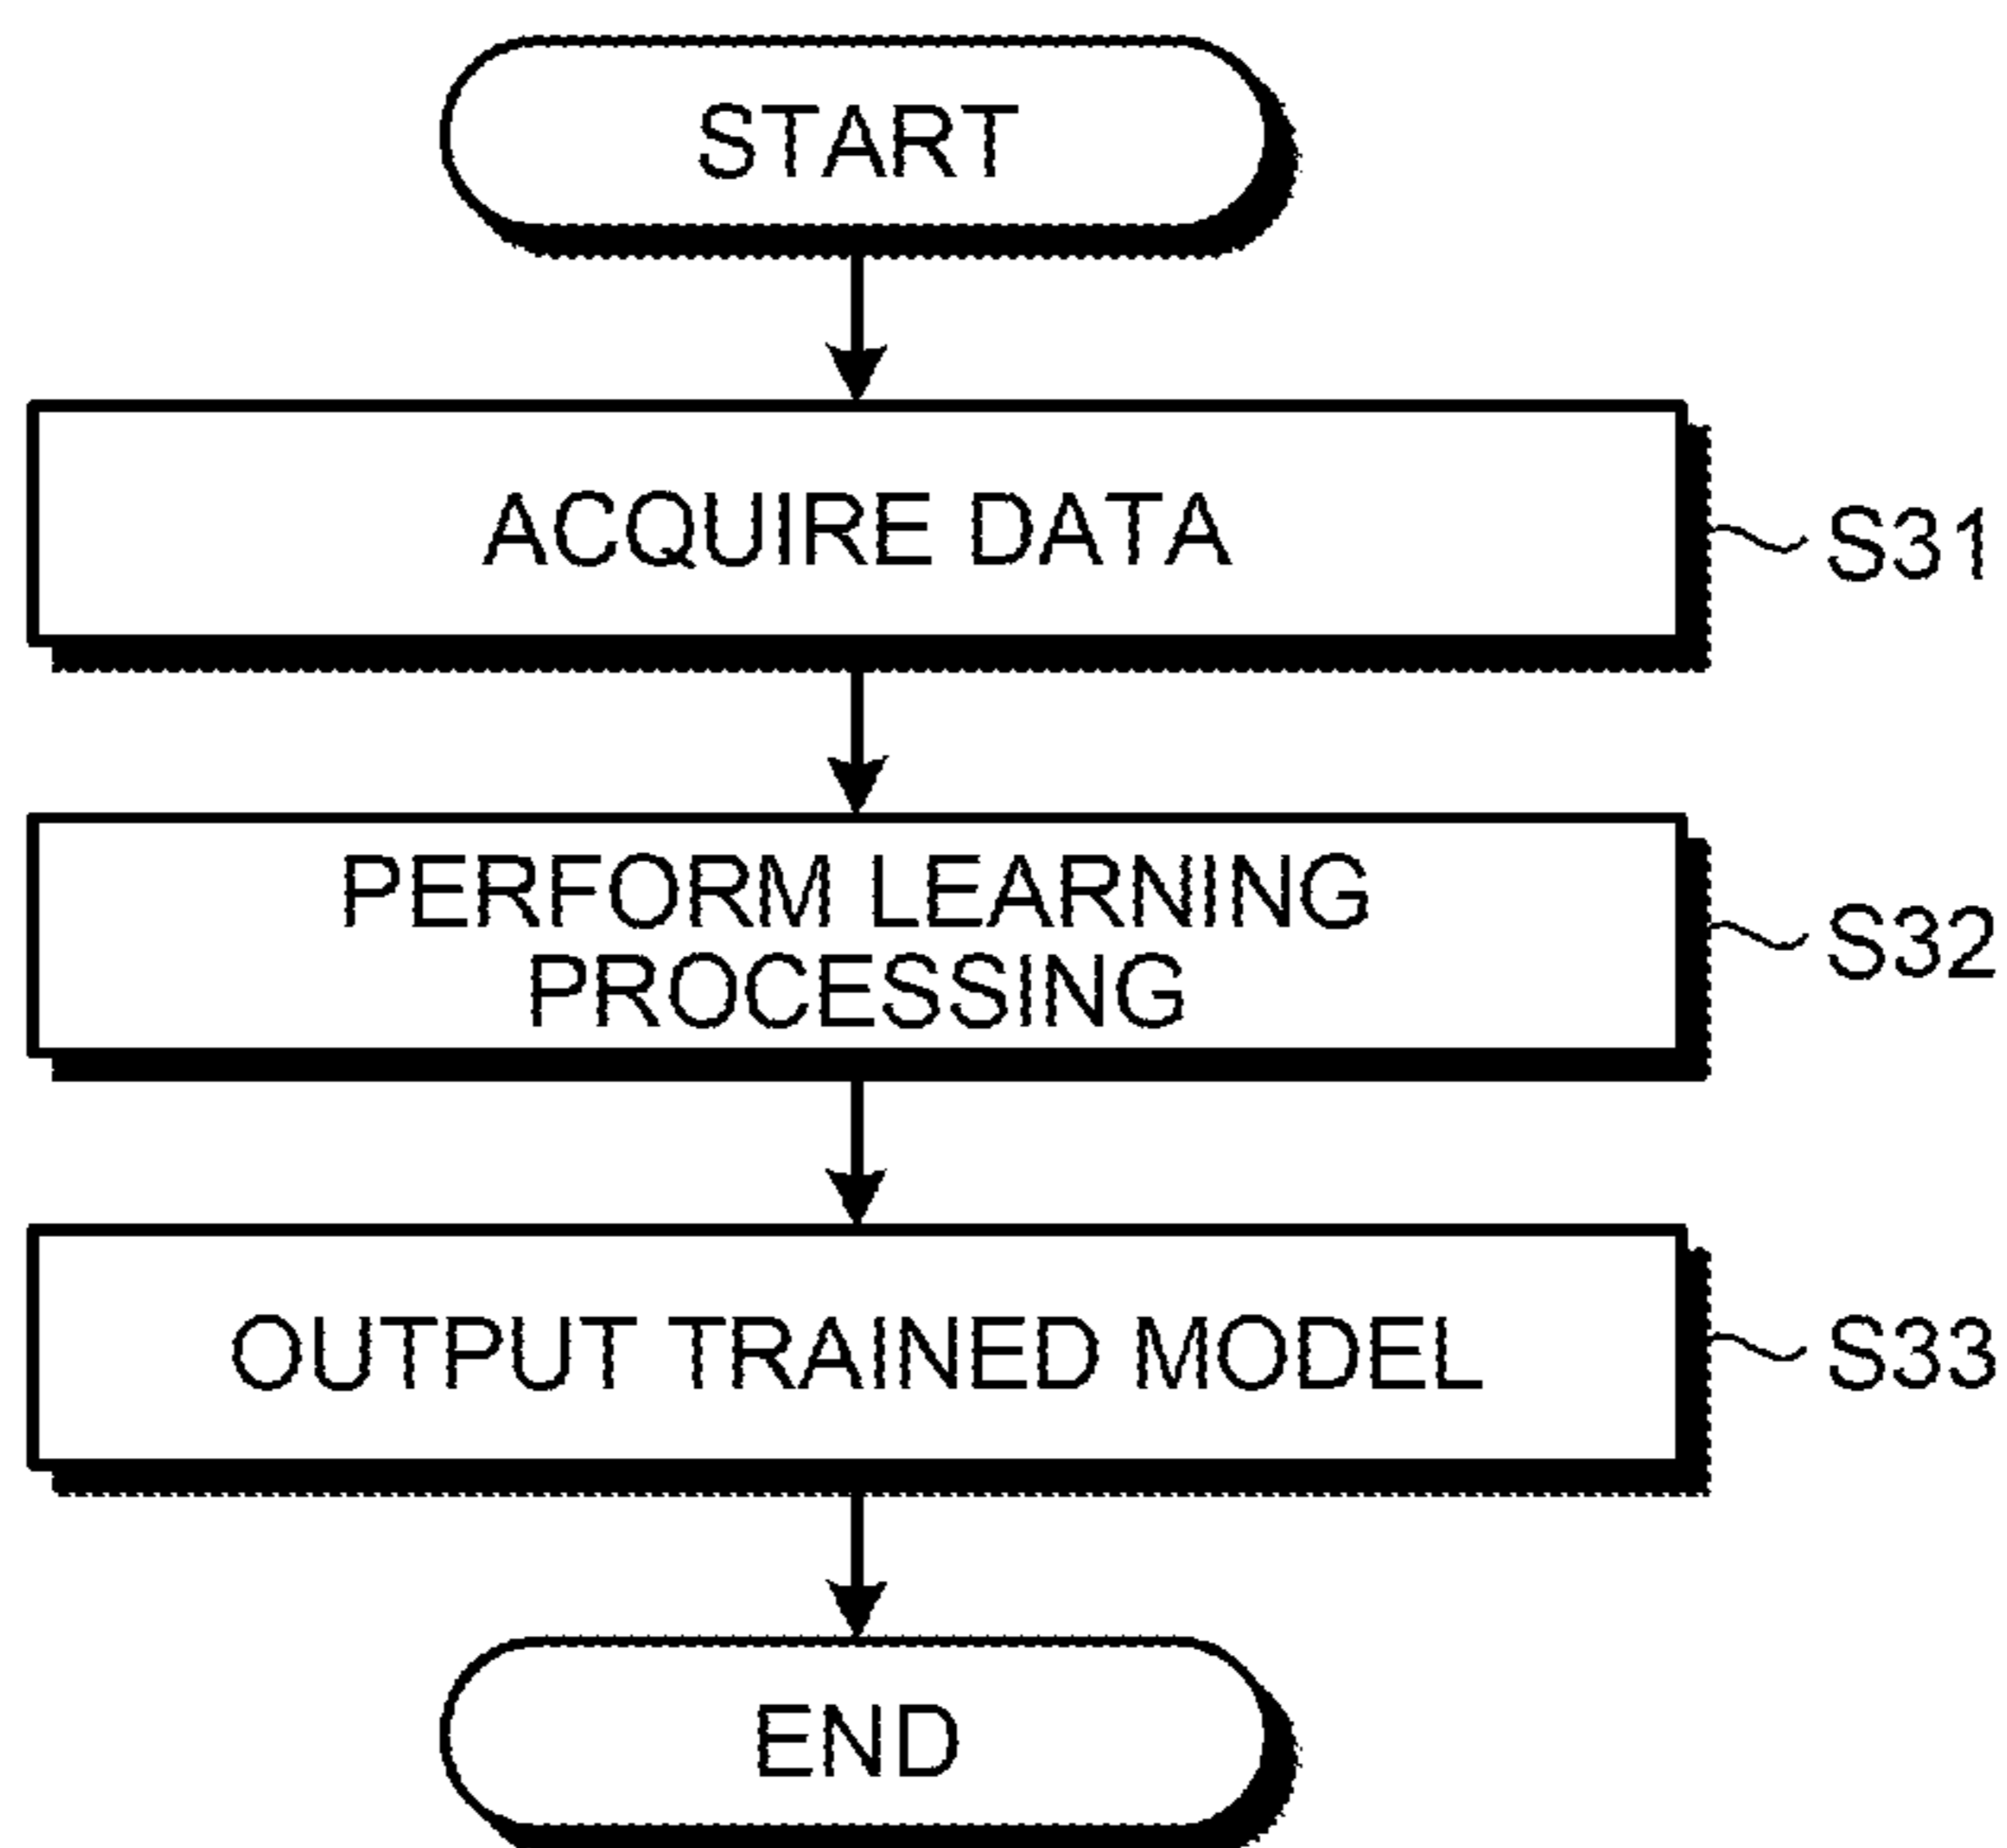 START
ACQUIRE DATA
S31
PERFORM LEARNING
PROCESSING
S32
OUTPUT TRAINED MODEL
S33
END